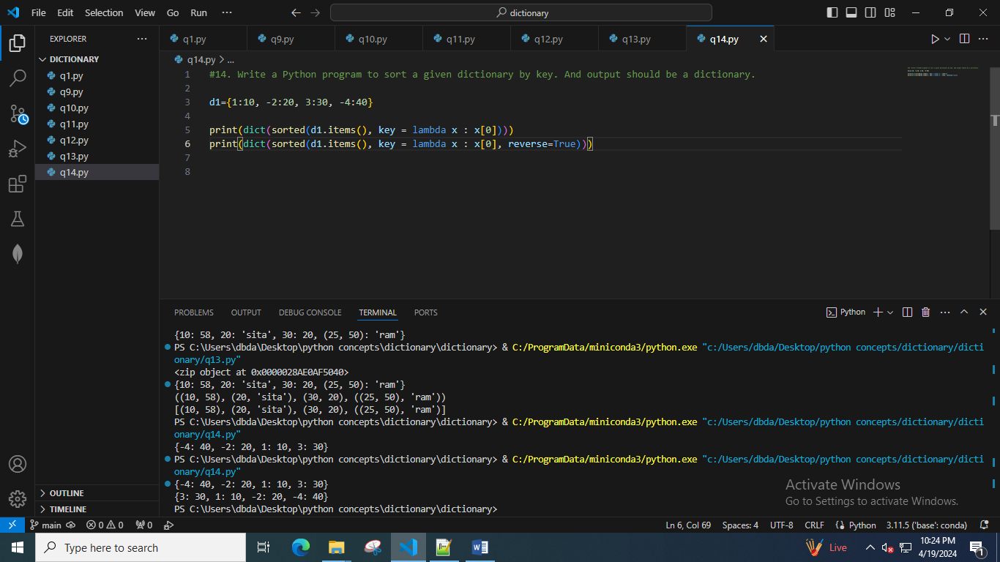 File Edit Selection View Go Run ··· dictionary
EXPLORER ···
DICTIONARY
q1.py
q9.py
q10.py
q11.py
q12.py
q13.py
q14.py
OUTLINE
TIMELINE
q1.py q9.py q10.py q11.py q12.py q13.py q14.py
q14.py > ...
1 #14. Write a Python program to sort a given dictionary by key. And output should be a dictionary.
2
3 d1={1:10, -2:20, 3:30, -4:40}
4
5 print(dict(sorted(d1.items(), key = lambda x : x[0])))
6 print(dict(sorted(d1.items(), key = lambda x : x[0], reverse=True)))
7
8
PROBLEMS OUTPUT DEBUG CONSOLE TERMINAL PORTS Python
{10: 58, 20: 'sita', 30: 20, (25, 50): 'ram'}
PS C:\Users\dbda\Desktop\python concepts\dictionary\dictionary> & C:/ProgramData/miniconda3/python.exe "c:/Users/dbda/Desktop/python concepts/dictionary/dicti
onary/q13.py"
<zip object at 0x0000028AE0AF5040>
{10: 58, 20: 'sita', 30: 20, (25, 50): 'ram'}
((10, 58), (20, 'sita'), (30, 20), ((25, 50), 'ram'))
[(10, 58), (20, 'sita'), (30, 20), ((25, 50), 'ram')]
PS C:\Users\dbda\Desktop\python concepts\dictionary\dictionary> & C:/ProgramData/miniconda3/python.exe "c:/Users/dbda/Desktop/python concepts/dictionary/dicti
onary/q14.py"
{-4: 40, -2: 20, 1: 10, 3: 30}
PS C:\Users\dbda\Desktop\python concepts\dictionary\dictionary> & C:/ProgramData/miniconda3/python.exe "c:/Users/dbda/Desktop/python concepts/dictionary/dicti
onary/q14.py"
{-4: 40, -2: 20, 1: 10, 3: 30}
{3: 30, 1: 10, -2: 20, -4: 40}
PS C:\Users\dbda\Desktop\python concepts\dictionary\dictionary>
Activate Windows
Go to Settings to activate Windows.
main 0 0 0 Ln 6, Col 69 Spaces: 4 UTF-8 CRLF Python 3.11.5 ('base': conda)
Type here to search Live 10:24 PM
4/19/2024 1